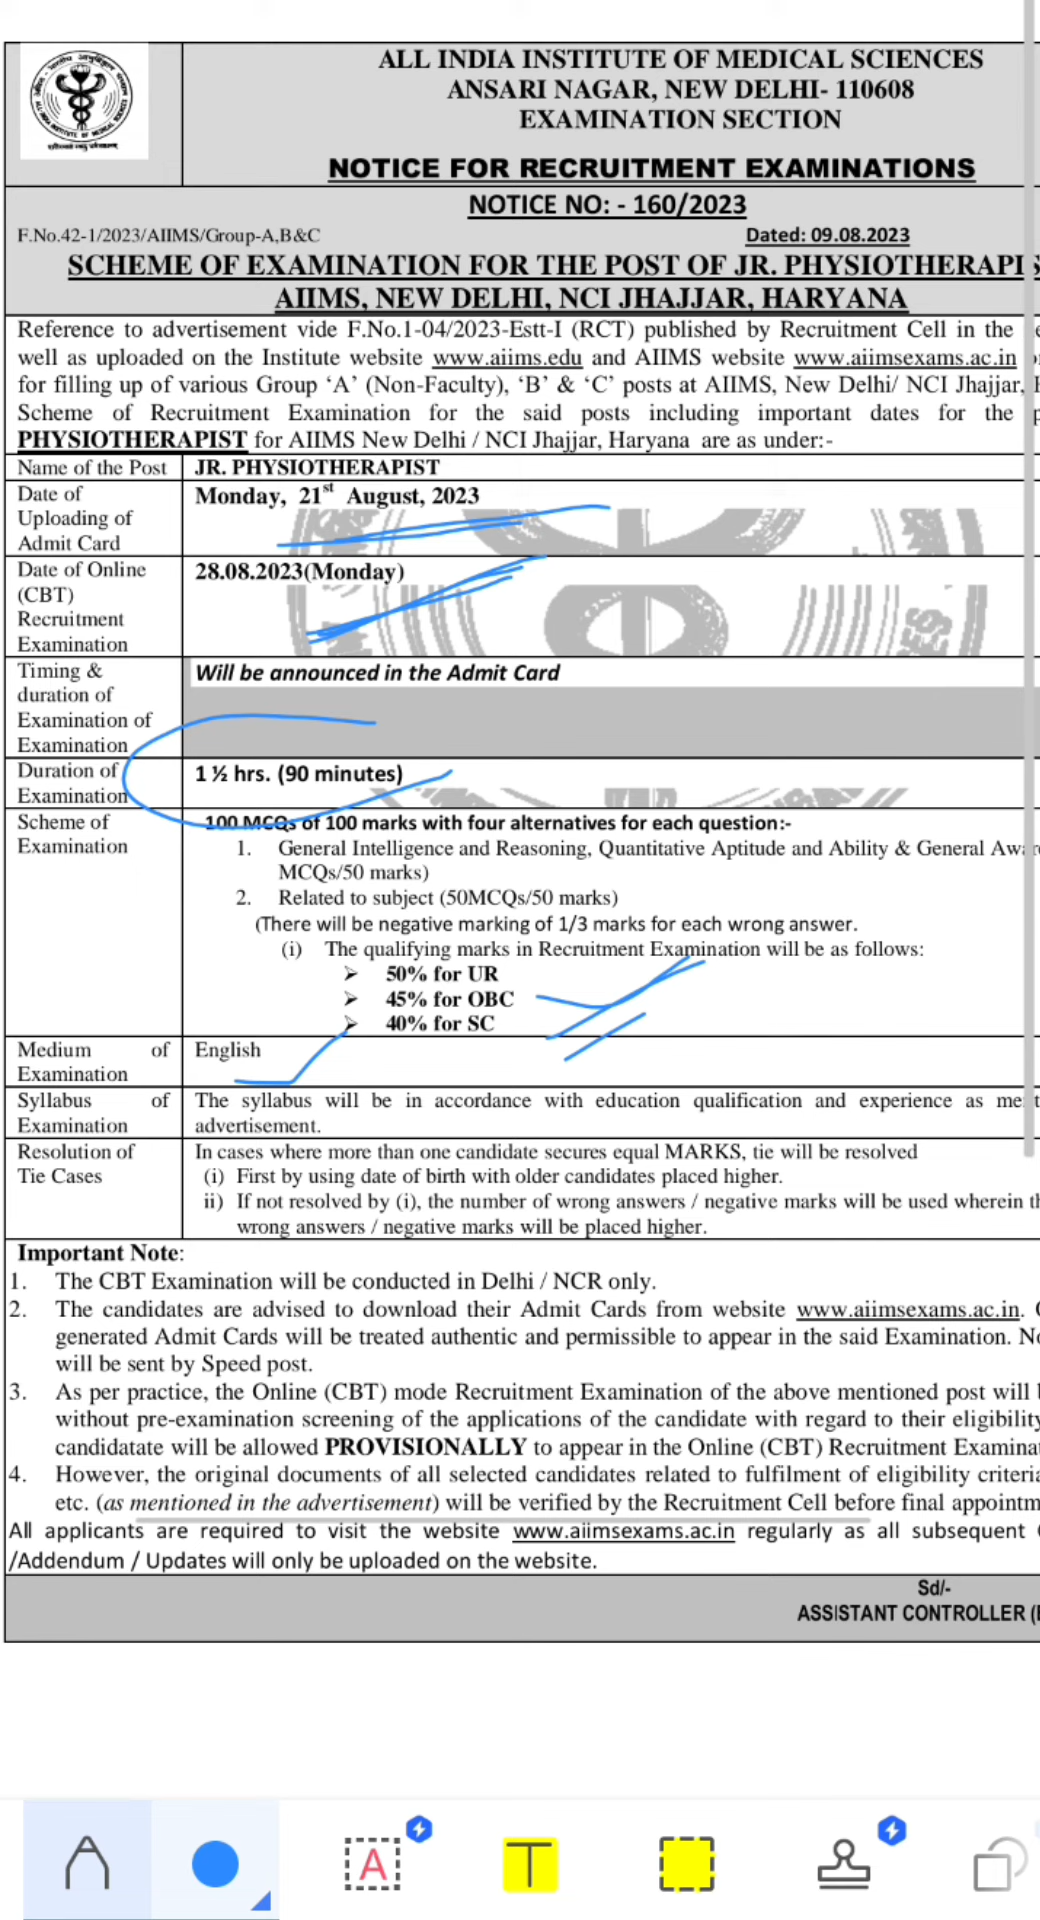 ALL INDIA INSTITUTE OF MEDICAL SCIENCES
ANSARI NAGAR, NEW DELHI- 110608
EXAMINATION SECTION
NOTICE FOR RECRUITMENT EXAMINATIONS
NOTICE NO: - 160/2023
F.No.42-1/2023/AIIMS/Group-A,B&C Dated: 09.08.2023
SCHEME OF EXAMINATION FOR THE POST OF JR.
AIIMS, NEW DELHI, NCI JHAJJAR, HARYANA
Reference to advertisement vide F.No.1-04/2023-Estt-I (RCT) published by Recruitment Cell in the
well as uploaded on the Institute website www.aiims.edu and AIIMS website www.aiimsexams.ac.in
for filling up of various Group ‘A’ (Non-Faculty), ‘B’ & ‘C’ posts at AIIMS, New Delhi/ NCI Jhajjar,
Scheme of Recruitment Examination for the said posts including important dates for the
PHYSIOTHERAPIST for AIIMS New Delhi / NCI Jhajjar, Haryana are as under:-
Name of the Post JR. PHYSIOTHERAPIST
Date of Monday, 21st August, 2023
Uploading of
Admit Card
Date of Online 28.08.2023(Monday)
(CBT)
Recruitment
Examination
Timing & Will be announced in the Admit Card
duration of
Examination of
Examination
Duration of 1 ½ hrs. (90 minutes)
Examination
Scheme of 100 MCQs of 100 marks with four alternatives for each question:-
Examination 1. General Intelligence and Reasoning, Quantitative Aptitude and Ability & General
MCQs/50 marks)
2. Related to subject (50MCQs/50 marks)
(There will be negative marking of 1/3 marks for each wrong answer.
(i) The qualifying marks in Recruitment Examination will be as follows:
➢ 50% for UR
➢ 45% for OBC
➢ 40% for SC
Medium of English
Examination
Syllabus of The syllabus will be in accordance with education qualification and experience as
Examination advertisement.
Resolution of In cases where more than one candidate secures equal MARKS, tie will be resolved
Tie Cases (i) First by using date of birth with older candidates placed higher.
ii) If not resolved by (i), the number of wrong answers / negative marks will be used wherein
wrong answers / negative marks will be placed higher.
Important Note:
1. The CBT Examination will be conducted in Delhi / NCR only.
2. The candidates are advised to download their Admit Cards from website www.aiimsexams.ac.in.
generated Admit Cards will be treated authentic and permissible to appear in the said Examination.
will be sent by Speed post.
3. As per practice, the Online (CBT) mode Recruitment Examination of the above mentioned post will
without pre-examination screening of the applications of the candidate with regard to their eligibility
candidatate will be allowed PROVISIONALLY to appear in the Online (CBT) Recruitment
4. However, the original documents of all selected candidates related to fulfilment of eligibility
etc. (as mentioned in the advertisement) will be verified by the Recruitment Cell before final
All applicants are required to visit the website www.aiimsexams.ac.in regularly as all subsequent
/Addendum / Updates will only be uploaded on the website.
Sd/-
ASSISTANT CONTROLLER
A
T